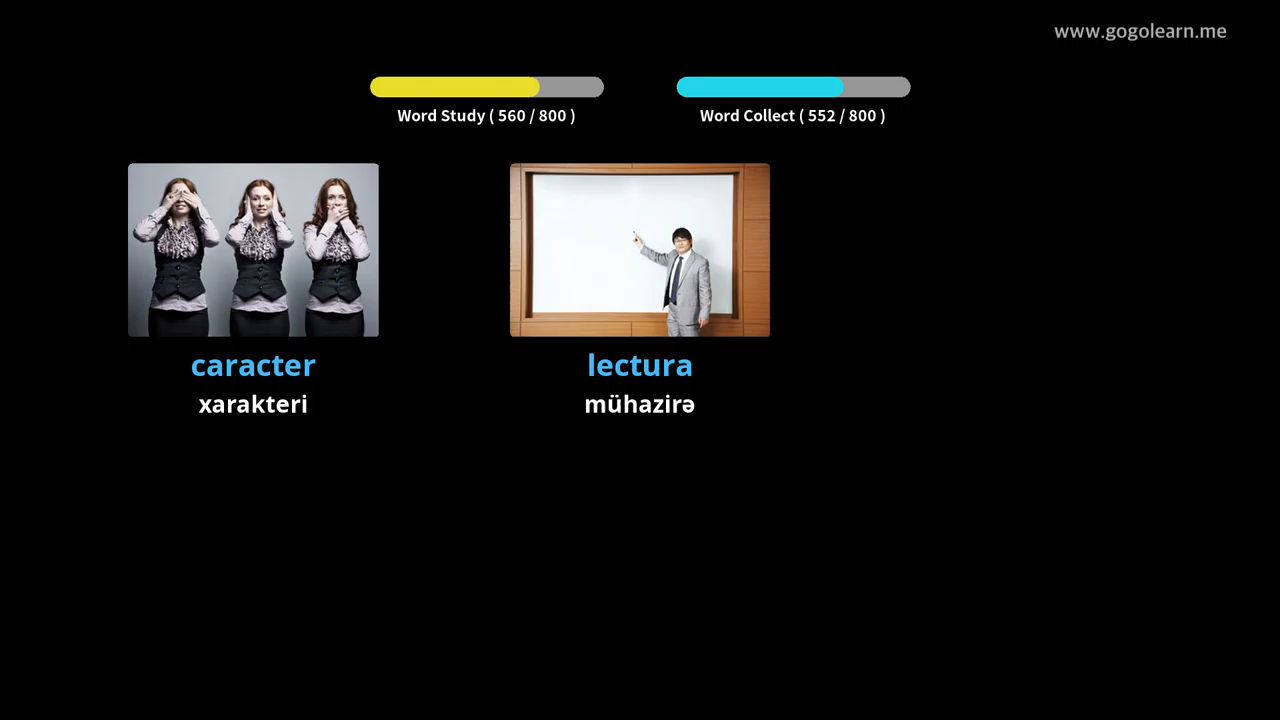 www.gogolearn.me
Word Study ( 560 / 800 )
Word Collect ( 552 / 800 )
caracter
xarakteri
lectura
mühazirə